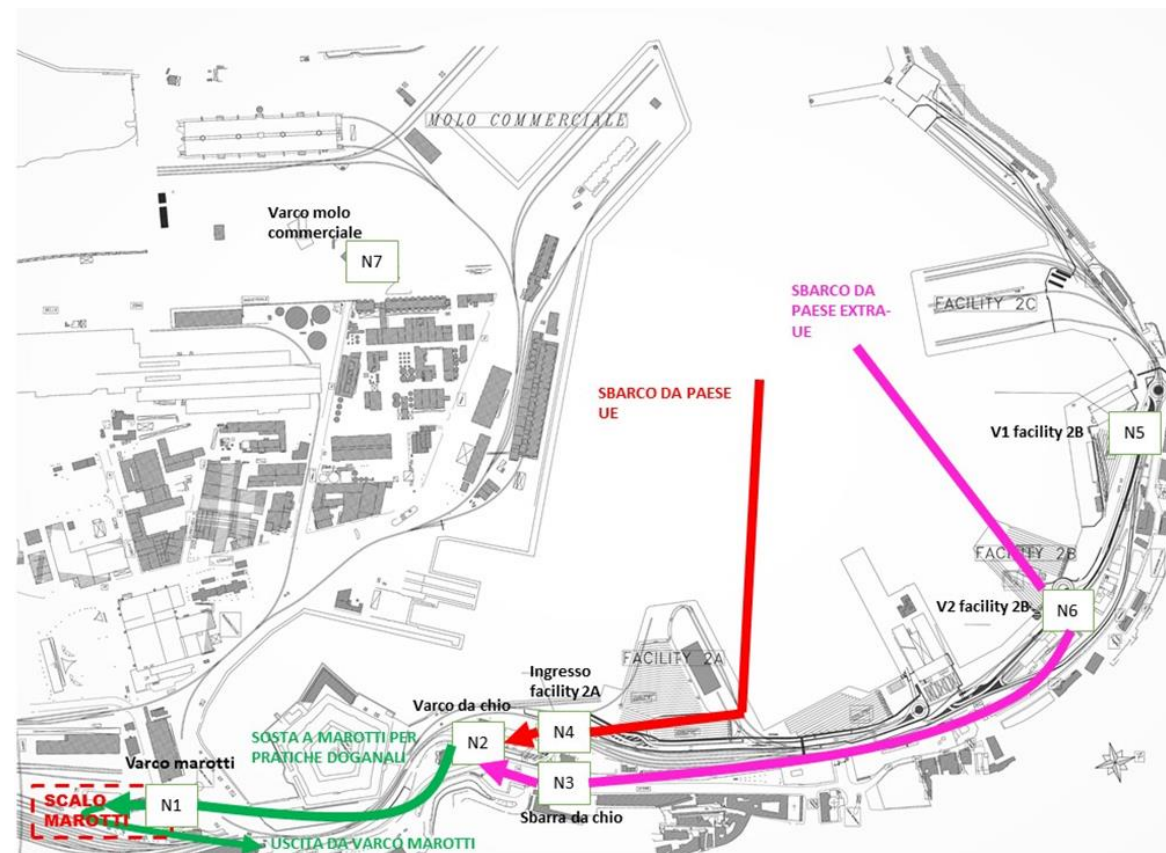 MOLO COMMERCIALE
Varco molo
commerciale
N7
SBARCO DA
PAESE EXTRA-
UE
FACILITY 2C
SBARCO DA PAESE
UE
V1 facility 2B
N5
FACILITY 2B
V2 facility 2B
N6
FACILITY 2A
Ingresso
facility 2A
Varco da chio
N4
N2
SOSTA A MAROTTI PER
PRATICHE DOGANALI
Varco marotti
N3
Sbarra da chio
SCALO
MAROTTI
N1
USCITA DA VARCO MAROTTI